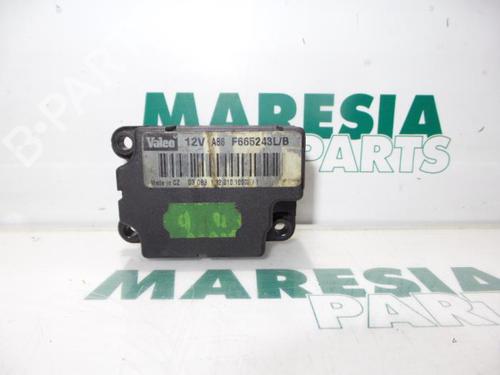 MARESIA
PARTS
Valeo 12V A86 F665243L/B
Made in CZ
MARESIA
PARTS
B-PARTS